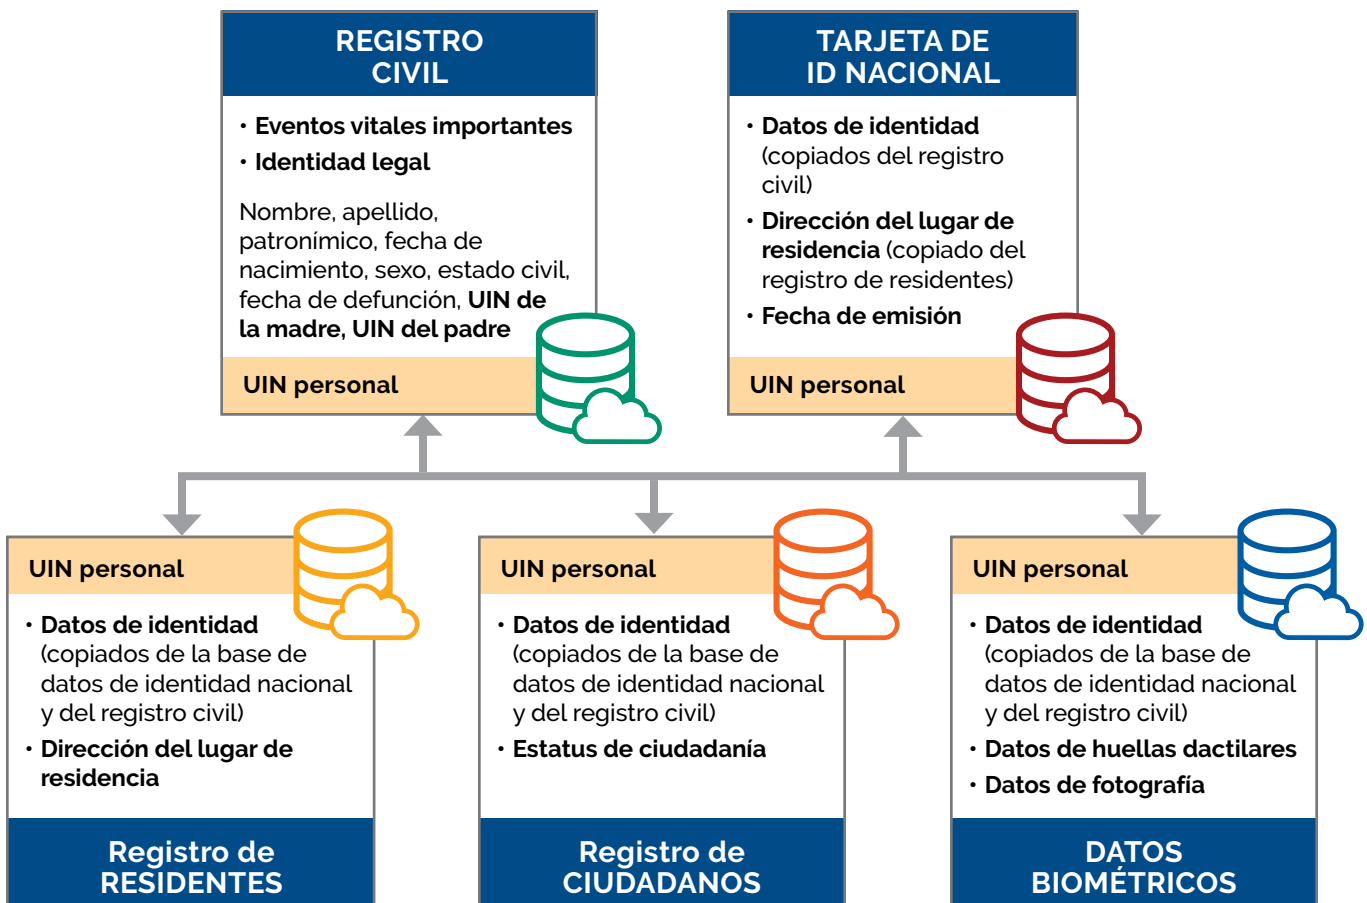 REGISTRO
CIVIL
• Eventos vitales importantes
• Identidad legal
Nombre, apellido,
patronímico, fecha de
nacimiento, sexo, estado civil,
fecha de defunción, UIN de
la madre, UIN del padre
UIN personal
TARJETA DE
ID NACIONAL
• Datos de identidad
(copiados del registro
civil)
• Dirección del lugar de
residencia (copiado del
registro de residentes)
• Fecha de emisión
UIN personal
UIN personal
• Datos de identidad
(copiados de la base de
datos de identidad nacional
y del registro civil)
• Dirección del lugar de
residencia
Registro de
RESIDENTES
UIN personal
• Datos de identidad
(copiados de la base de
datos de identidad nacional
y del registro civil)
• Estatus de ciudadanía
Registro de
CIUDADANOS
UIN personal
• Datos de identidad
(copiados de la base de
datos de identidad nacional
y del registro civil)
• Datos de huellas dactilares
• Datos de fotografía
DATOS
BIOMÉTRICOS